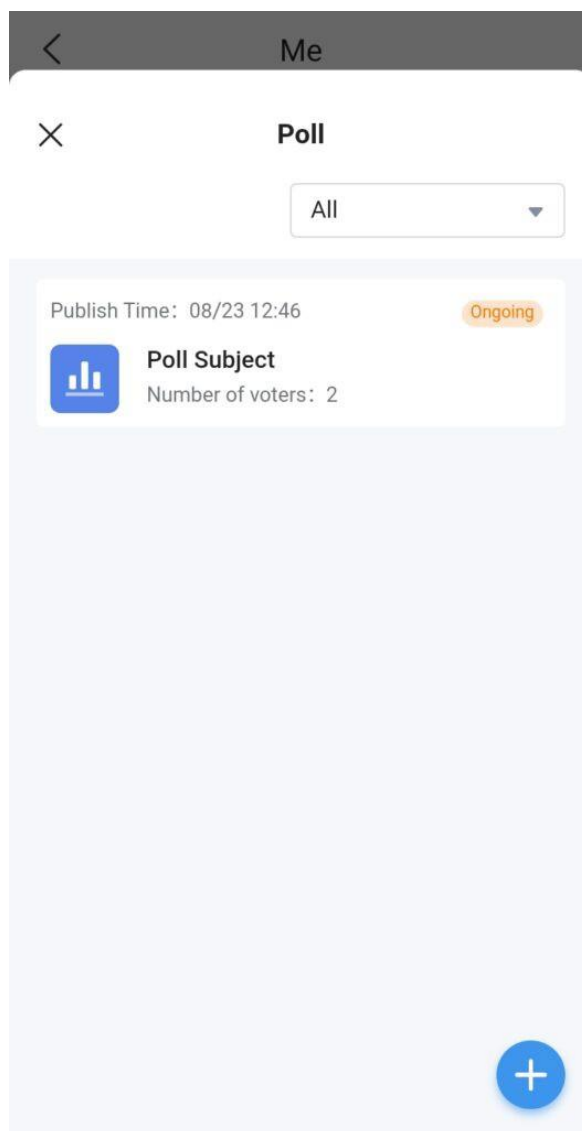 Me
Poll
All
Publish Time：08/23 12:46
Ongoing
Poll Subject
Number of voters：2